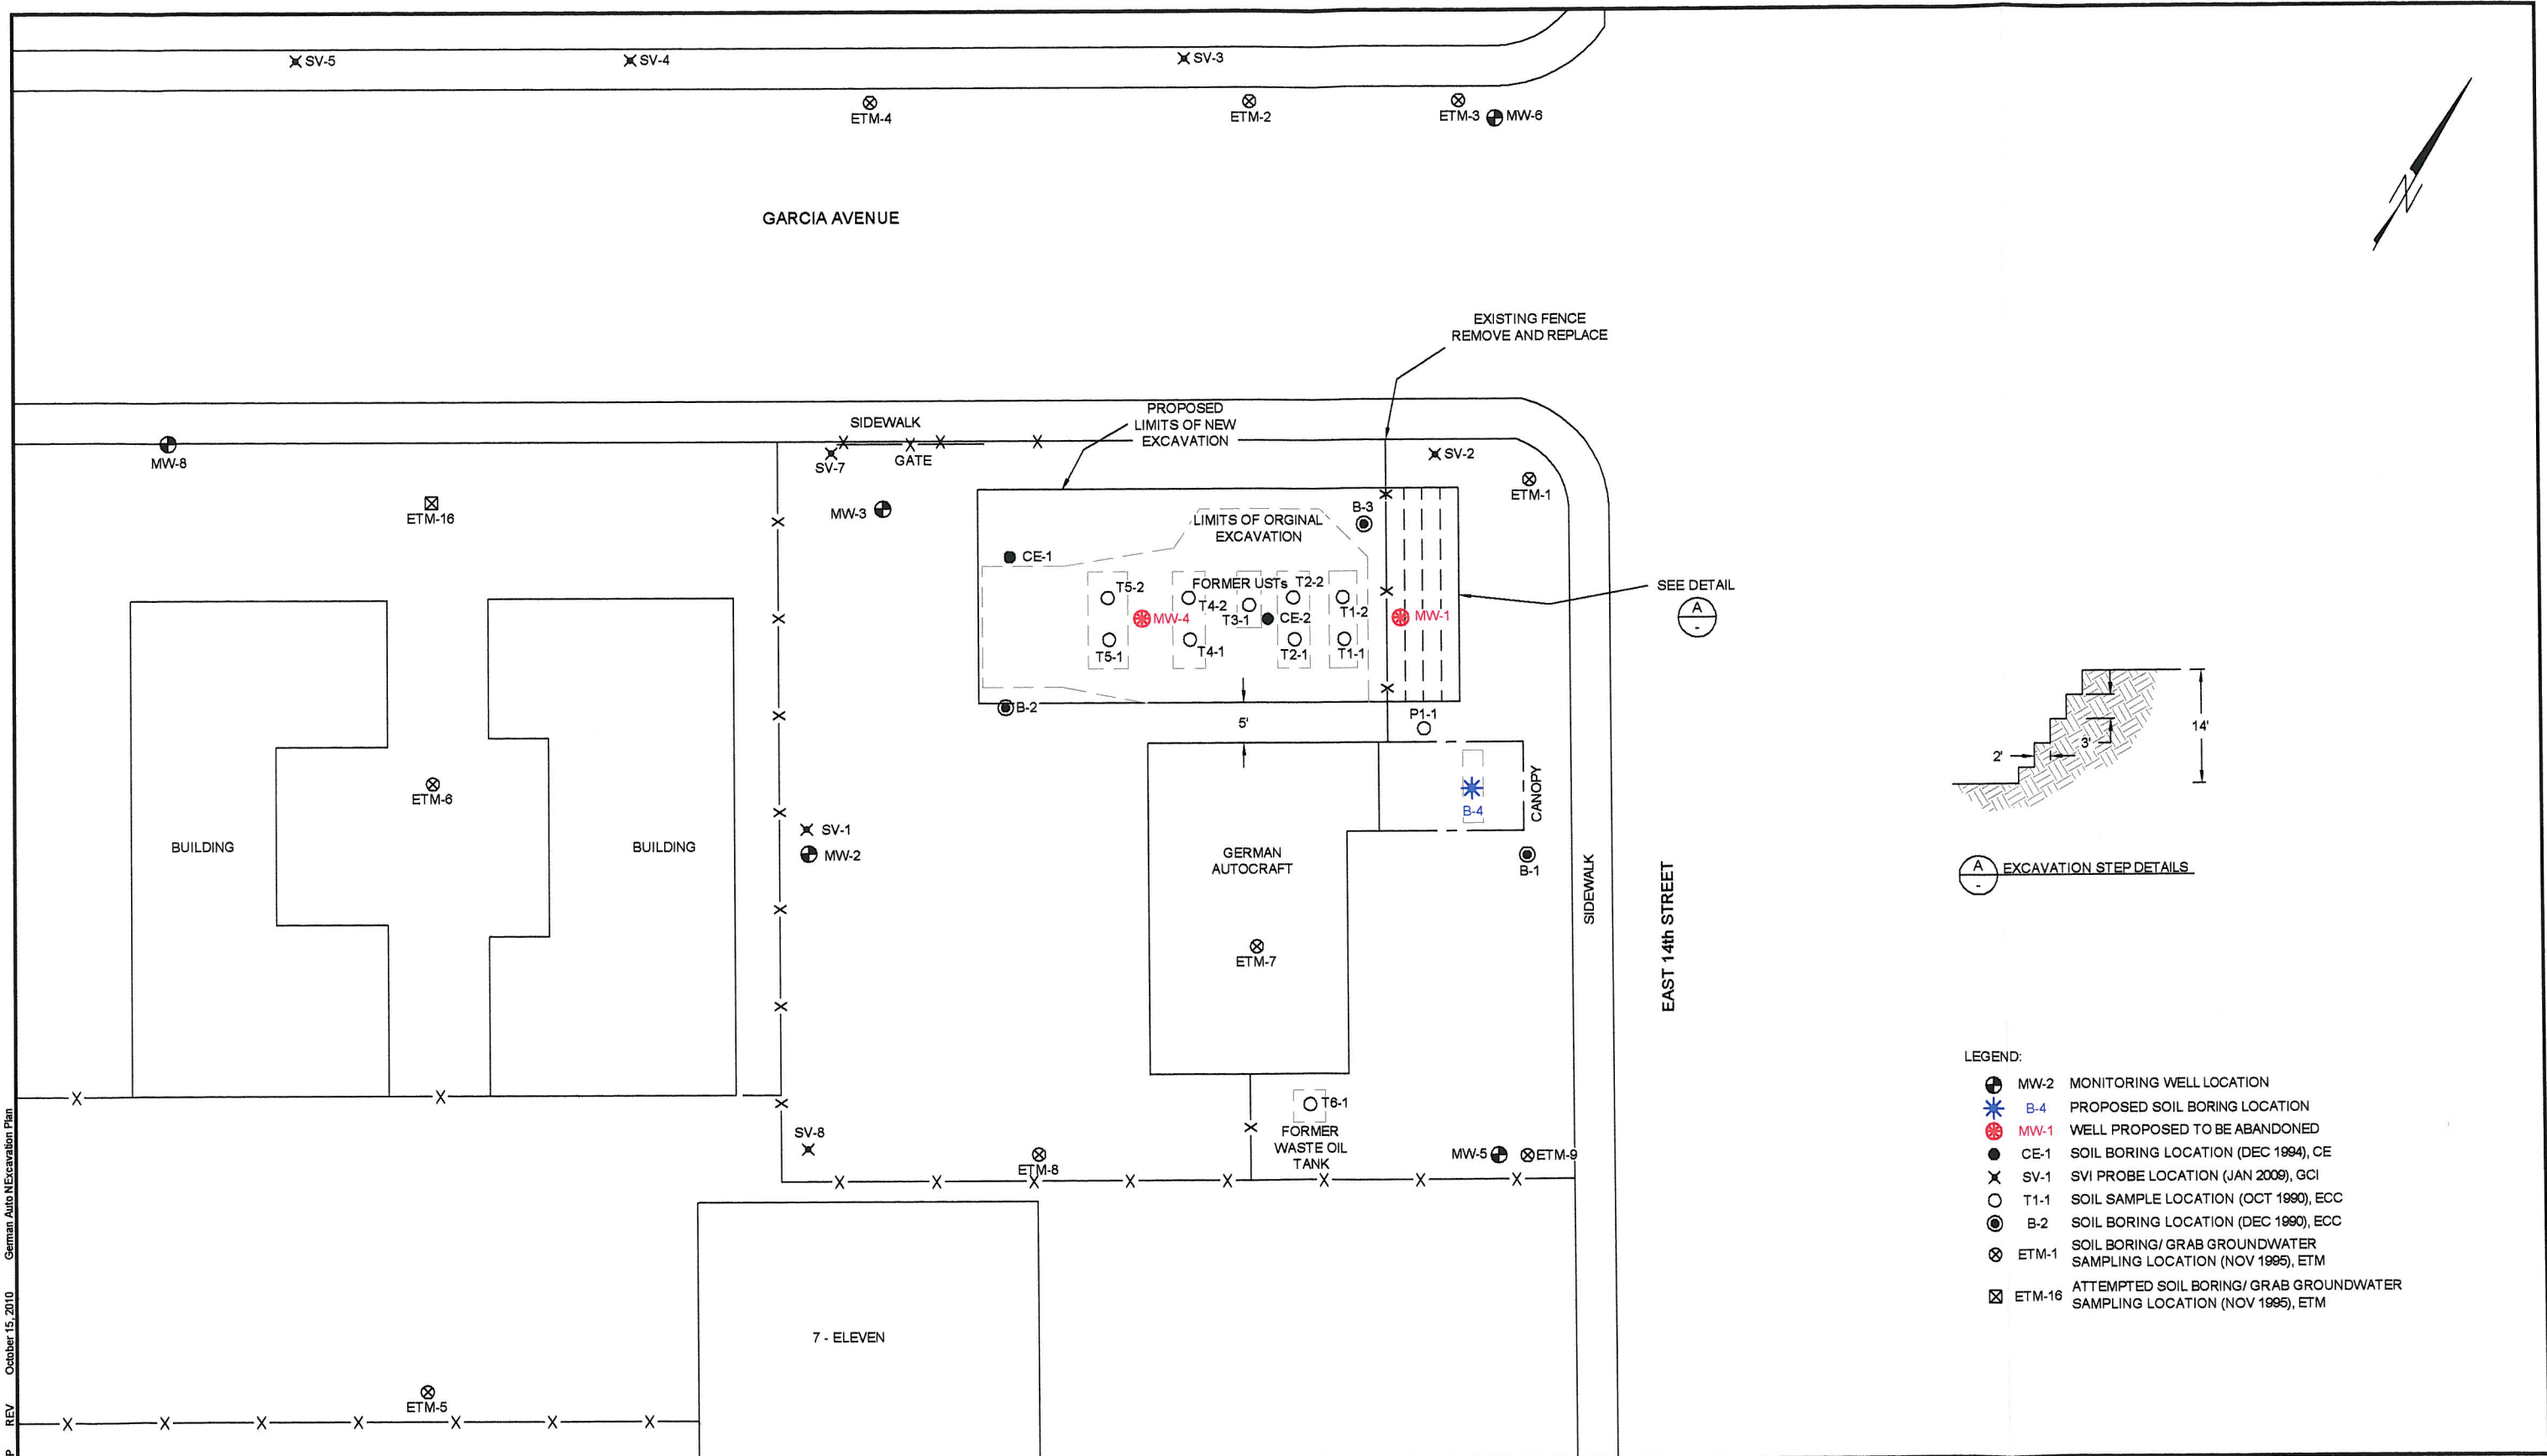 SV-5
SV-4
SV-3
ETM-4
ETM-2
ETM-3
MW-6
GARCIA AVENUE
N
EXISTING FENCE
REMOVE AND REPLACE
PROPOSED
LIMITS OF NEW
EXCAVATION
SIDEWALK
GATE
SV-7
SV-2
MW-8
ETM-16
MW-3
ETM-1
B-3
LIMITS OF ORGINAL
EXCAVATION
CE-1
FORMER USTs
T5-2
T4-2
T3-1
T2-2
T1-2
MW-4
CE-2
MW-1
T5-1
T4-1
T2-1
T1-1
SEE DETAIL
A
-
B-2
5'
P1-1
14'
3'
2'
CANOPY
B-4
ETM-6
SV-1
MW-2
BUILDING
BUILDING
GERMAN
AUTOCRAFT
B-1
SIDEWALK
EAST 14th STREET
A
-
EXCAVATION STEP DETAILS
ETM-7
T6-1
FORMER
WASTE OIL
TANK
SV-8
ETM-8
MW-5
ETM-9
7 - ELEVEN
ETM-5
LEGEND:
MW-2 MONITORING WELL LOCATION
B-4 PROPOSED SOIL BORING LOCATION
MW-1 WELL PROPOSED TO BE ABANDONED
CE-1 SOIL BORING LOCATION (DEC 1994), CE
SV-1 SVI PROBE LOCATION (JAN 2009), GCI
T1-1 SOIL SAMPLE LOCATION (OCT 1990), ECC
B-2 SOIL BORING LOCATION (DEC 1990), ECC
ETM-1 SOIL BORING/ GRAB GROUNDWATER
SAMPLING LOCATION (NOV 1995), ETM
ETM-16 ATTEMPTED SOIL BORING/ GRAB GROUNDWATER
SAMPLING LOCATION (NOV 1995), ETM
REV October 15, 2010 German Auto NExcavation Plan